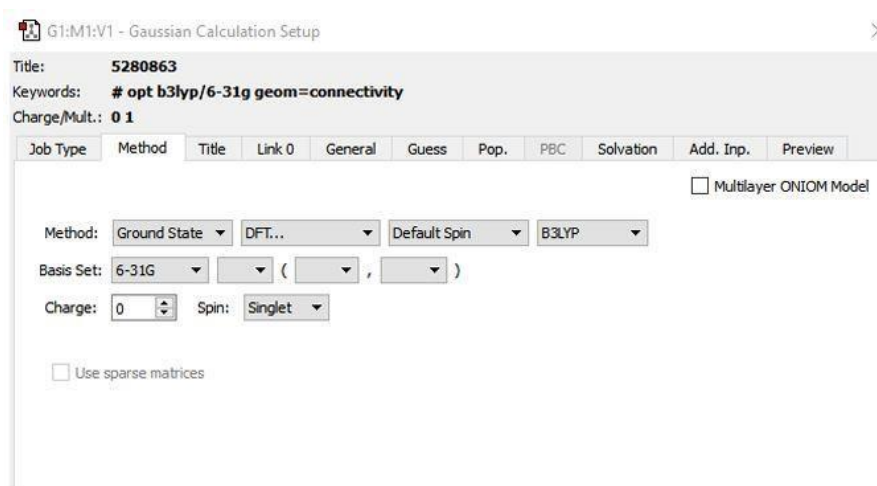 G1:M1:V1 - Gaussian Calculation Setup
Title: 5280863
Keywords: # opt b3lyp/6-31g geom=connectivity
Charge/Mult.: 0 1
Job Type Method Title Link 0 General Guess Pop. PBC Solvation Add. Inp. Preview
Multilayer ONIOM Model
Method: Ground State DFT... Default Spin B3LYP
Basis Set: 6-31G ( , )
Charge: 0 Spin: Singlet
Use sparse matrices